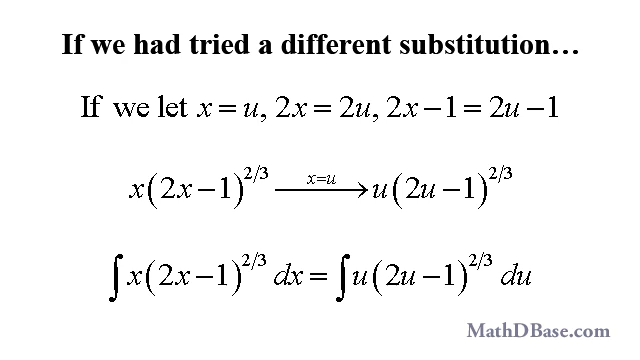 If we had tried a different substitution…
If we let x = u, 2x = 2u, 2x − 1 = 2u − 1
x(2x − 1)^{2/3} \xrightarrow{x=u} u(2u − 1)^{2/3}
∫x(2x − 1)^{2/3} dx = ∫u(2u − 1)^{2/3} du
MathDBase.com